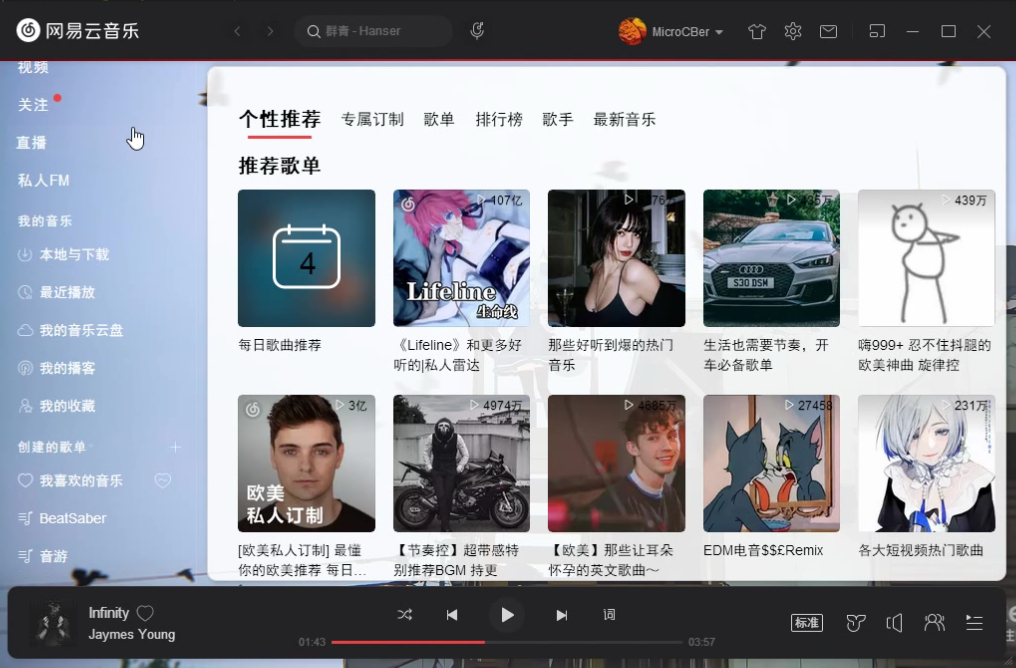 网易云音乐
群青 - Hanser
MicroCBer
视频
关注
直播
私人FM
我的音乐
本地与下载
最近播放
我的音乐云盘
我的播客
我的收藏
创建的歌单
我喜欢的音乐
BeatSaber
音游
个性推荐 专属订制 歌单 排行榜 歌手 最新音乐
推荐歌单
4
每日歌曲推荐
107亿
Lifeline
生命线
《Lifeline》和更多好
听的|私人雷达
那些好听到爆的热门
音乐
S30 DSM
生活也需要节奏，开
车必备歌单
439万
嗨999+ 忍不住抖腿的
欧美神曲 旋律控
3亿
欧美
私人订制
[欧美私人订制] 最懂
你的欧美推荐 每日...
4974万
【节奏控】超带感特
别推荐BGM 持更
4665万
【欧美】那些让耳朵
怀孕的英文歌曲～
27458
EDM电音$$£Remix
231万
各大短视频热门歌曲
Infinity
Jaymes Young
词
01:43
03:57
标准